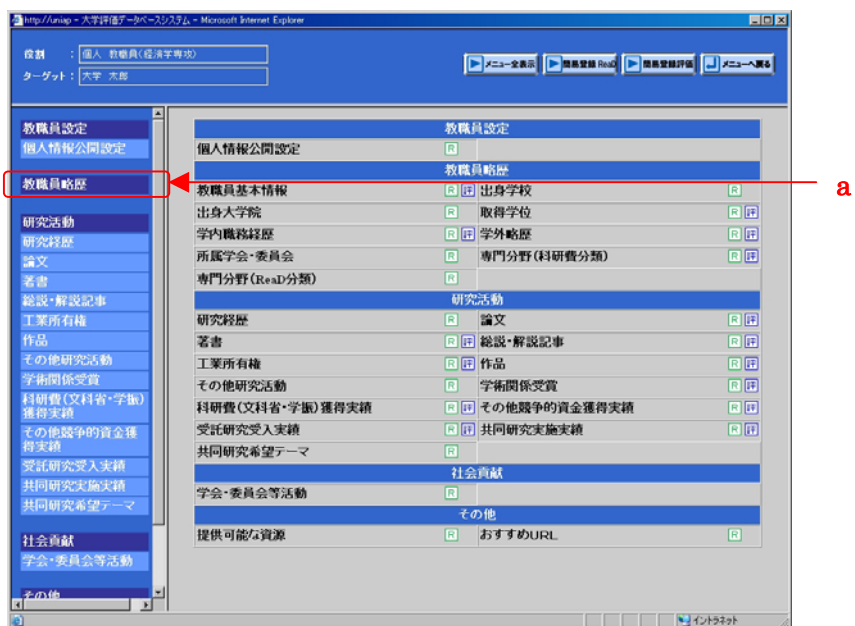 http://uniap - 大学評価データベースシステム - Microsoft Internet Explorer
役割 : 個人 教職員(経済学専攻)
ターゲット : 大学 太郎
メニュー全表示 簡易登録 ReaD 簡易登録評価 メニューへ戻る
教職員設定
個人情報公開設定
教職員略歴
研究活動
研究経歴
論文
著書
総説・解説記事
工業所有権
作品
その他研究活動
学術関係受賞
科研費(文科省・学振)
獲得実績
その他競争的資金獲
得実績
受託研究受入実績
共同研究実施実績
共同研究希望テーマ
社会貢献
学会・委員会等活動
その他
教職員設定
個人情報公開設定 R
教職員略歴
教職員基本情報 R 評 出身学校 R
出身大学院 R 取得学位 R 評
学内職務経歴 R 評 学外略歴 R 評
所属学会・委員会 R 専門分野(科研費分類) R 評
専門分野(ReaD分類) R
研究活動
研究経歴 R 論文 R 評
著書 R 評 総説・解説記事 R 評
工業所有権 R 評 作品 R 評
その他研究活動 R 学術関係受賞 R 評
科研費(文科省・学振)獲得実績 R 評 その他競争的資金獲得実績 R 評
受託研究受入実績 R 評 共同研究実施実績 R 評
共同研究希望テーマ R
社会貢献
学会・委員会等活動 R
その他
提供可能な資源 R おすすめURL R
イントラネット
a